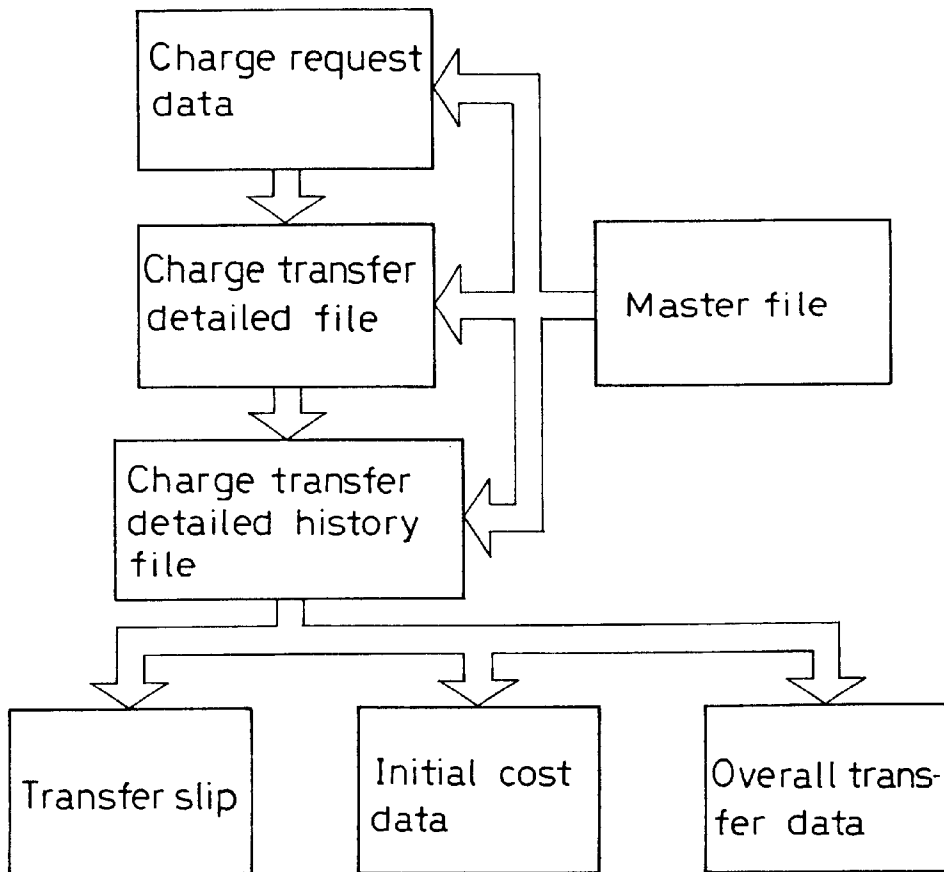 Charge request
data
Charge transfer
detailed file
Master file
Charge transfer
detailed history
file
Transfer slip
Initial cost
data
Overall trans-
fer data